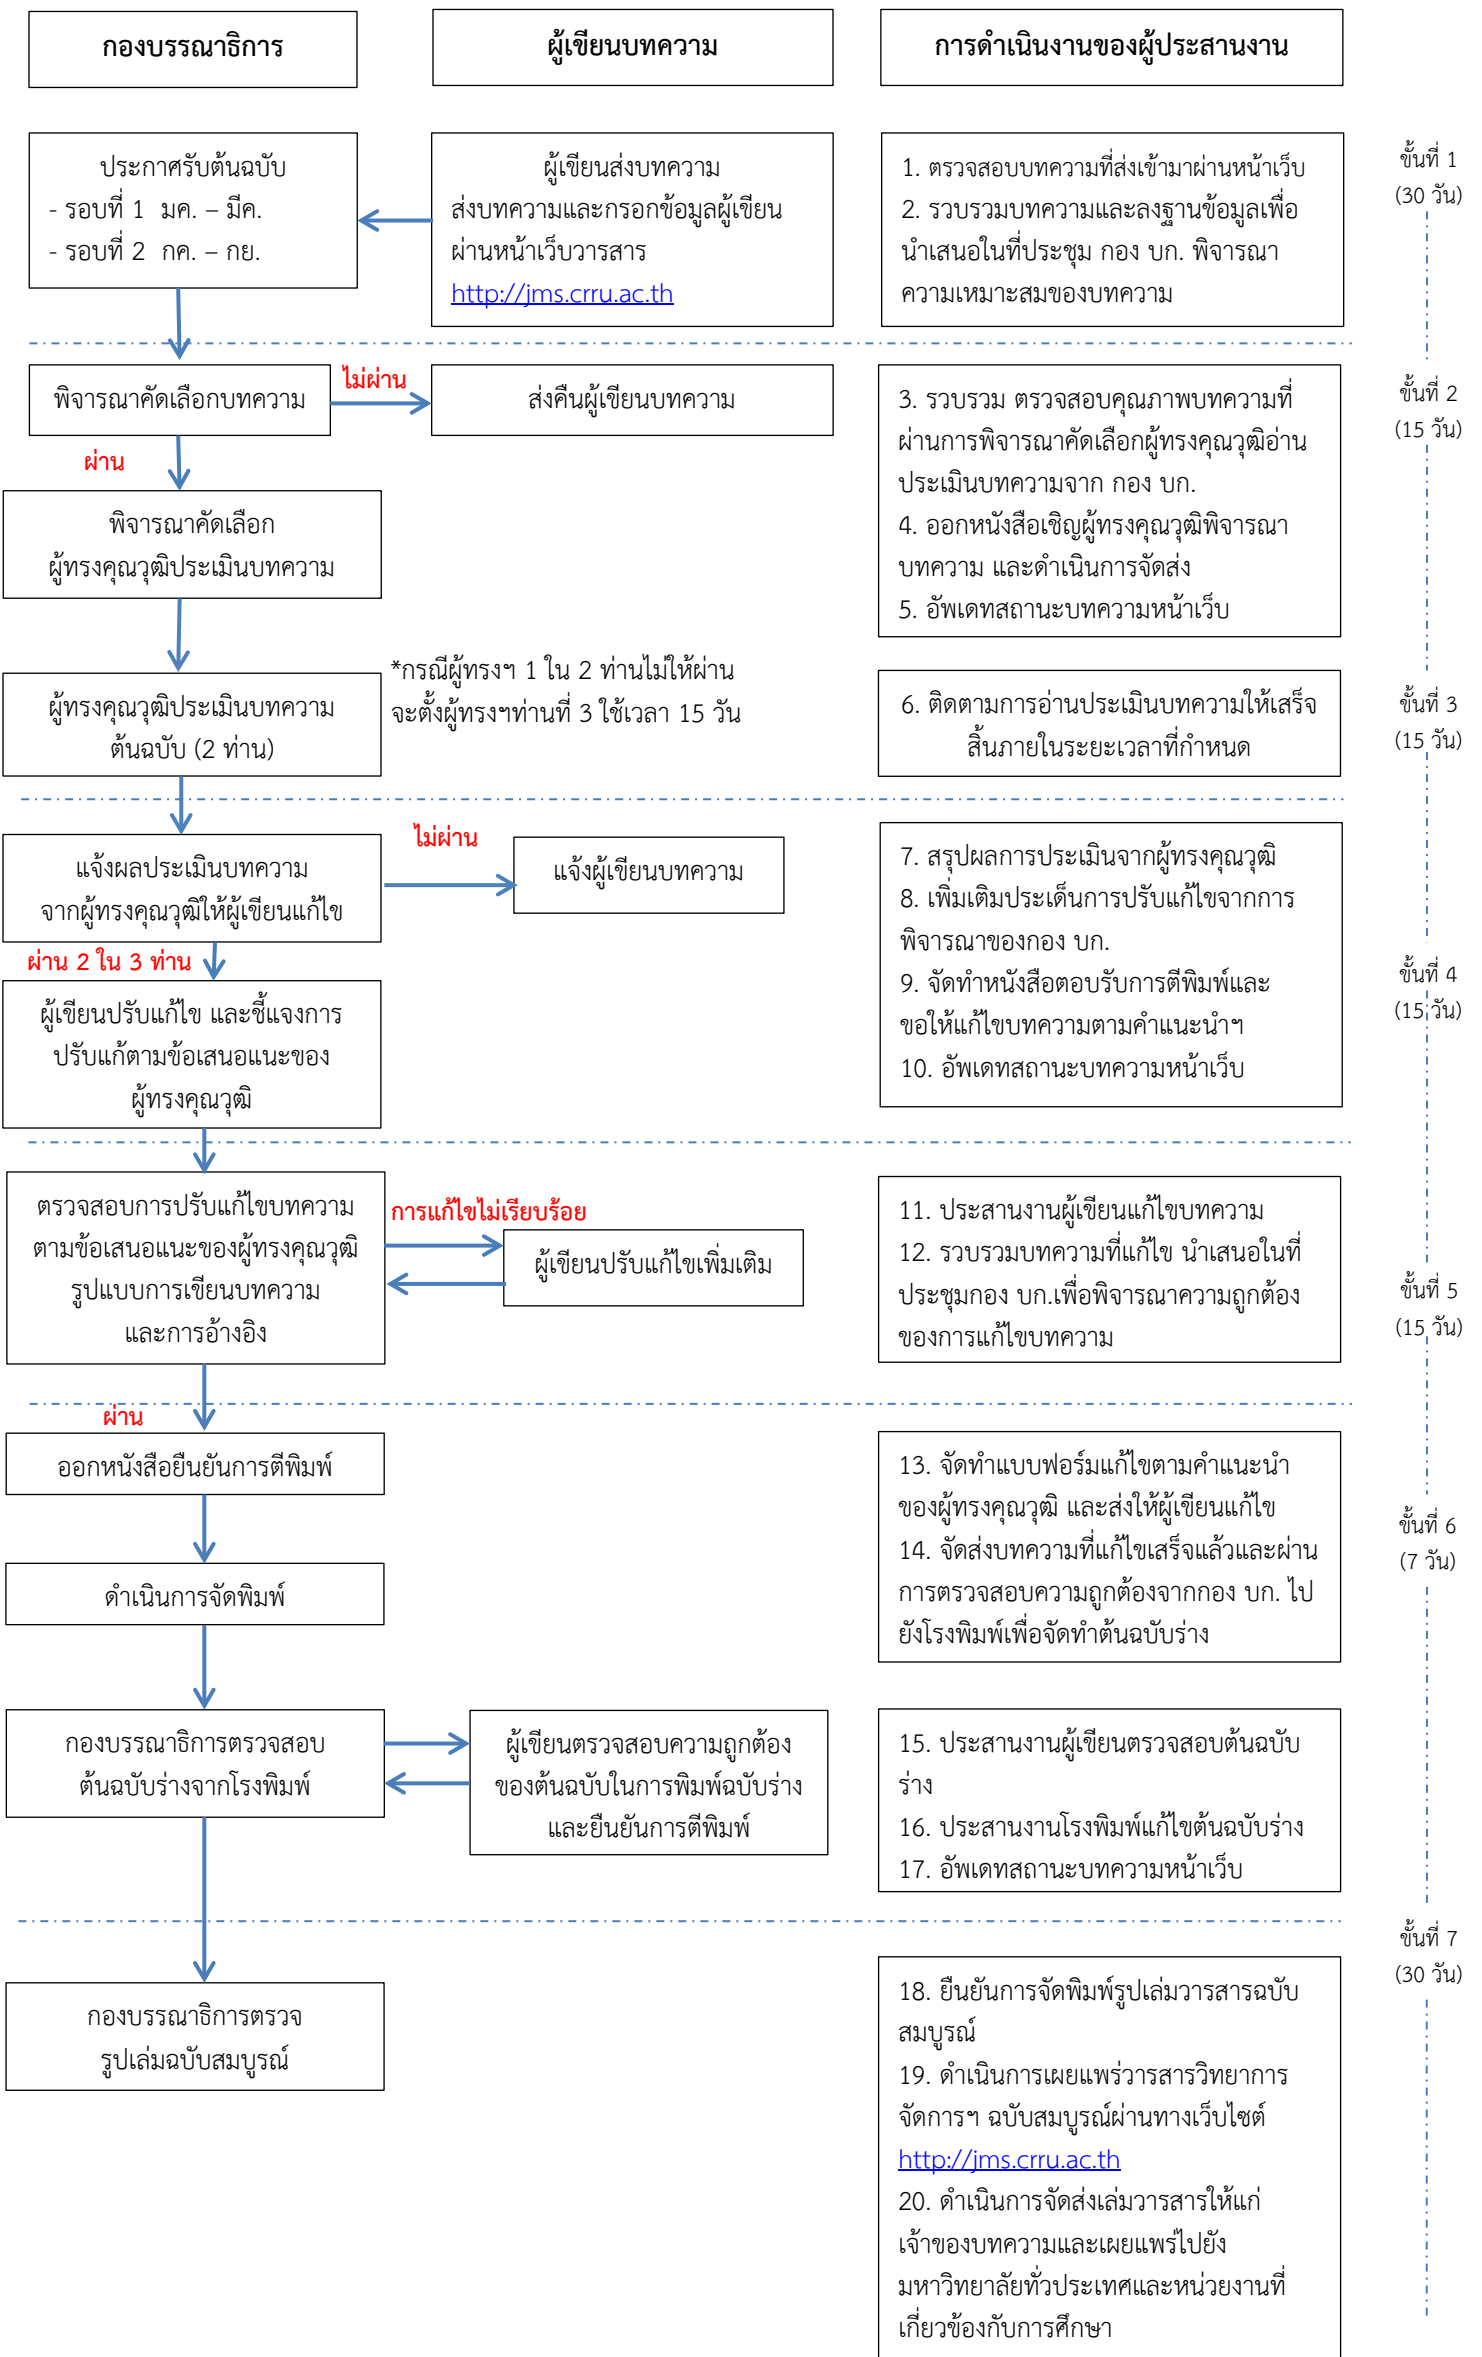 กองบรรณาธิการ
ผู้เขียนบทความ
การดำเนินงานของผู้ประสานงาน
ประกาศรับต้นฉบับ
- รอบที่ 1 มค. – มีค.
- รอบที่ 2 กค. – กย.
ผู้เขียนส่งบทความ
ส่งบทความและกรอกข้อมูลผู้เขียน
ผ่านหน้าเว็บวารสาร
http://jms.crru.ac.th
1. ตรวจสอบบทความที่ส่งเข้ามาผ่านหน้าเว็บ
2. รวบรวมบทความและลงฐานข้อมูลเพื่อ
นำเสนอในที่ประชุม กอง บก. พิจารณา
ความเหมาะสมของบทความ
ขั้นที่ 1
(30 วัน)
พิจารณาคัดเลือกบทความ
ไม่ผ่าน
ส่งคืนผู้เขียนบทความ
ผ่าน
พิจารณาคัดเลือก
ผู้ทรงคุณวุฒิประเมินบทความ
3. รวบรวม ตรวจสอบคุณภาพบทความที่
ผ่านการพิจารณาคัดเลือกผู้ทรงคุณวุฒิอ่าน
ประเมินบทความจาก กอง บก.
4. ออกหนังสือเชิญผู้ทรงคุณวุฒิพิจารณา
บทความ และดำเนินการจัดส่ง
5. อัพเดทสถานะบทความหน้าเว็บ
ขั้นที่ 2
(15 วัน)
ผู้ทรงคุณวุฒิประเมินบทความ
ต้นฉบับ (2 ท่าน)
*กรณีผู้ทรงฯ 1 ใน 2 ท่านไม่ให้ผ่าน
จะตั้งผู้ทรงฯท่านที่ 3 ใช้เวลา 15 วัน
6. ติดตามการอ่านประเมินบทความให้เสร็จ
สิ้นภายในระยะเวลาที่กำหนด
ขั้นที่ 3
(15 วัน)
แจ้งผลประเมินบทความ
จากผู้ทรงคุณวุฒิให้ผู้เขียนแก้ไข
ไม่ผ่าน
แจ้งผู้เขียนบทความ
ผ่าน 2 ใน 3 ท่าน
ผู้เขียนปรับแก้ไข และชี้แจงการ
ปรับแก้ตามข้อเสนอแนะของ
ผู้ทรงคุณวุฒิ
7. สรุปผลการประเมินจากผู้ทรงคุณวุฒิ
8. เพิ่มเติมประเด็นการปรับแก้ไขจากการ
พิจารณาของกอง บก.
9. จัดทำหนังสือตอบรับการตีพิมพ์และ
ขอให้แก้ไขบทความตามคำแนะนำฯ
10. อัพเดทสถานะบทความหน้าเว็บ
ขั้นที่ 4
(15 วัน)
ตรวจสอบการปรับแก้ไขบทความ
ตามข้อเสนอแนะของผู้ทรงคุณวุฒิ
รูปแบบการเขียนบทความ
และการอ้างอิง
การแก้ไขไม่เรียบร้อย
ผู้เขียนปรับแก้ไขเพิ่มเติม
11. ประสานงานผู้เขียนแก้ไขบทความ
12. รวบรวมบทความที่แก้ไข นำเสนอในที่
ประชุมกอง บก.เพื่อพิจารณาความถูกต้อง
ของการแก้ไขบทความ
ขั้นที่ 5
(15 วัน)
ผ่าน
ออกหนังสือยืนยันการตีพิมพ์
ดำเนินการจัดพิมพ์
13. จัดทำแบบฟอร์มแก้ไขตามคำแนะนำ
ของผู้ทรงคุณวุฒิ และส่งให้ผู้เขียนแก้ไข
14. จัดส่งบทความที่แก้ไขเสร็จแล้วและผ่าน
การตรวจสอบความถูกต้องจากกอง บก. ไป
ยังโรงพิมพ์เพื่อจัดทำต้นฉบับร่าง
ขั้นที่ 6
(7 วัน)
กองบรรณาธิการตรวจสอบ
ต้นฉบับร่างจากโรงพิมพ์
ผู้เขียนตรวจสอบความถูกต้อง
ของต้นฉบับในการพิมพ์ฉบับร่าง
และยืนยันการตีพิมพ์
15. ประสานงานผู้เขียนตรวจสอบต้นฉบับ
ร่าง
16. ประสานงานโรงพิมพ์แก้ไขต้นฉบับร่าง
17. อัพเดทสถานะบทความหน้าเว็บ
ขั้นที่ 7
(30 วัน)
กองบรรณาธิการตรวจ
รูปเล่มฉบับสมบูรณ์
18. ยืนยันการจัดพิมพ์รูปเล่มวารสารฉบับ
สมบูรณ์
19. ดำเนินการเผยแพร่วารสารวิทยาการ
จัดการฯ ฉบับสมบูรณ์ผ่านทางเว็บไซต์
http://jms.crru.ac.th
20. ดำเนินการจัดส่งเล่มวารสารให้แก่
เจ้าของบทความและเผยแพร่ไปยัง
มหาวิทยาลัยทั่วประเทศและหน่วยงานที่
เกี่ยวข้องกับการศึกษา